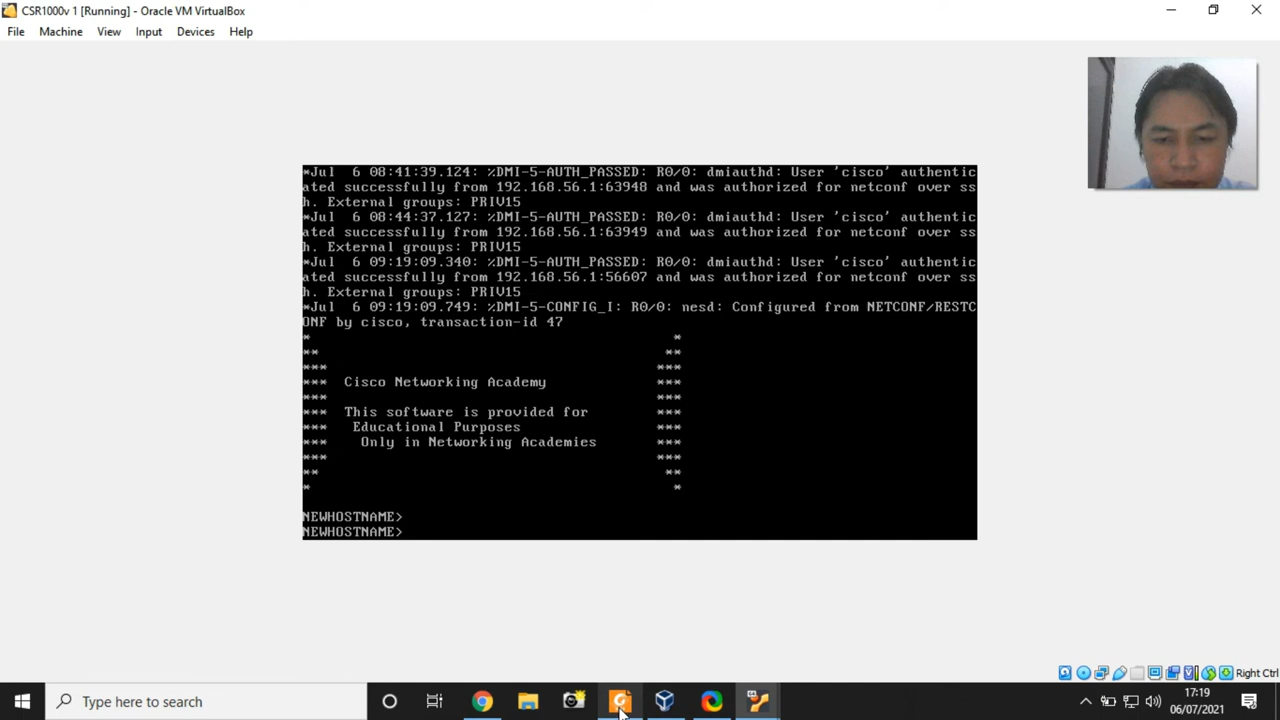 CSR1000v 1 [Running] - Oracle VM VirtualBox
File Machine View Input Devices Help
*Jul  6 08:41:39.124: %DMI-5-AUTH_PASSED: R0/0: dmiauthd: User 'cisco' authentic
ated successfully from 192.168.56.1:63948 and was authorized for netconf over ss
h. External groups: PRIV15
*Jul  6 08:44:37.127: %DMI-5-AUTH_PASSED: R0/0: dmiauthd: User 'cisco' authentic
ated successfully from 192.168.56.1:63949 and was authorized for netconf over ss
h. External groups: PRIV15
*Jul  6 09:19:09.340: %DMI-5-AUTH_PASSED: R0/0: dmiauthd: User 'cisco' authentic
ated successfully from 192.168.56.1:56607 and was authorized for netconf over ss
h. External groups: PRIV15
*Jul  6 09:19:09.749: %DMI-5-CONFIG_I: R0/0: nesd: Configured from NETCONF/RESTC
ONF by cisco, transaction-id 47
* *
** **
*** ***
*** Cisco Networking Academy ***
*** ***
*** This software is provided for ***
*** Educational Purposes ***
*** Only in Networking Academies ***
*** ***
** **
* *
NEWHOSTNAME>
NEWHOSTNAME>
Right Ctrl
Type here to search
17:19
06/07/2021